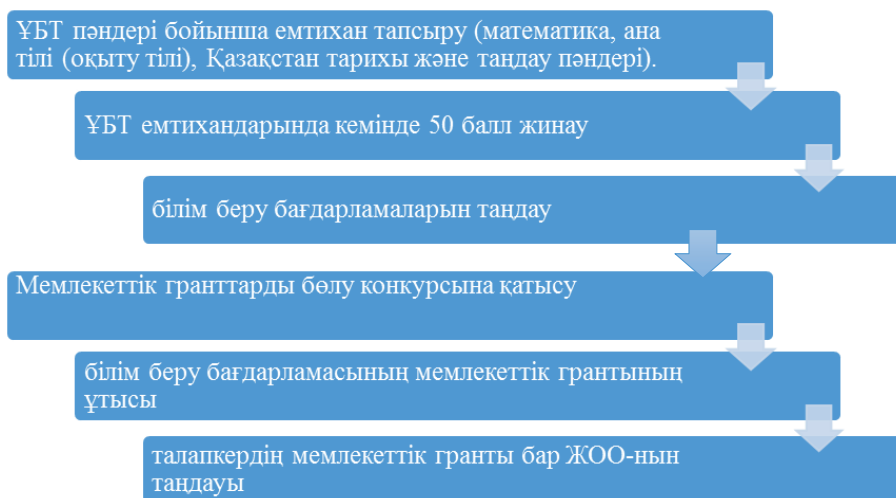 ҰБТ пәндері бойынша емтихан тапсыру (математика, ана
тілі (оқыту тілі), Қазақстан тарихы және таңдау пәндері).
ҰБТ емтихандарында кемінде 50 балл жинау
білім беру бағдарламаларын таңдау
Мемлекеттік гранттарды бөлу конкурсына қатысу
білім беру бағдарламасының мемлекеттік грантының
ұтысы
талапкердің мемлекеттік гранты бар ЖОО-нын
таңдауы